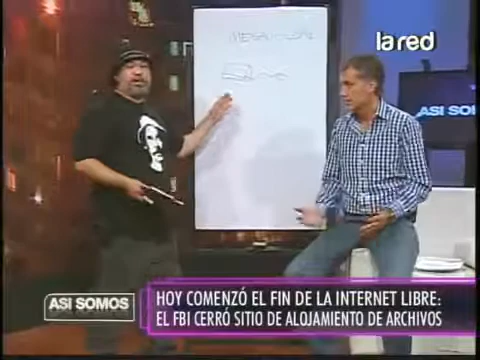 la red
ASI SOM
ASI SOMOS
HOY COMENZÓ EL FIN DE LA INTERNET LIBRE:
EL FBI CERRÓ SITIO DE ALOJAMIENTO DE ARCHIVOS